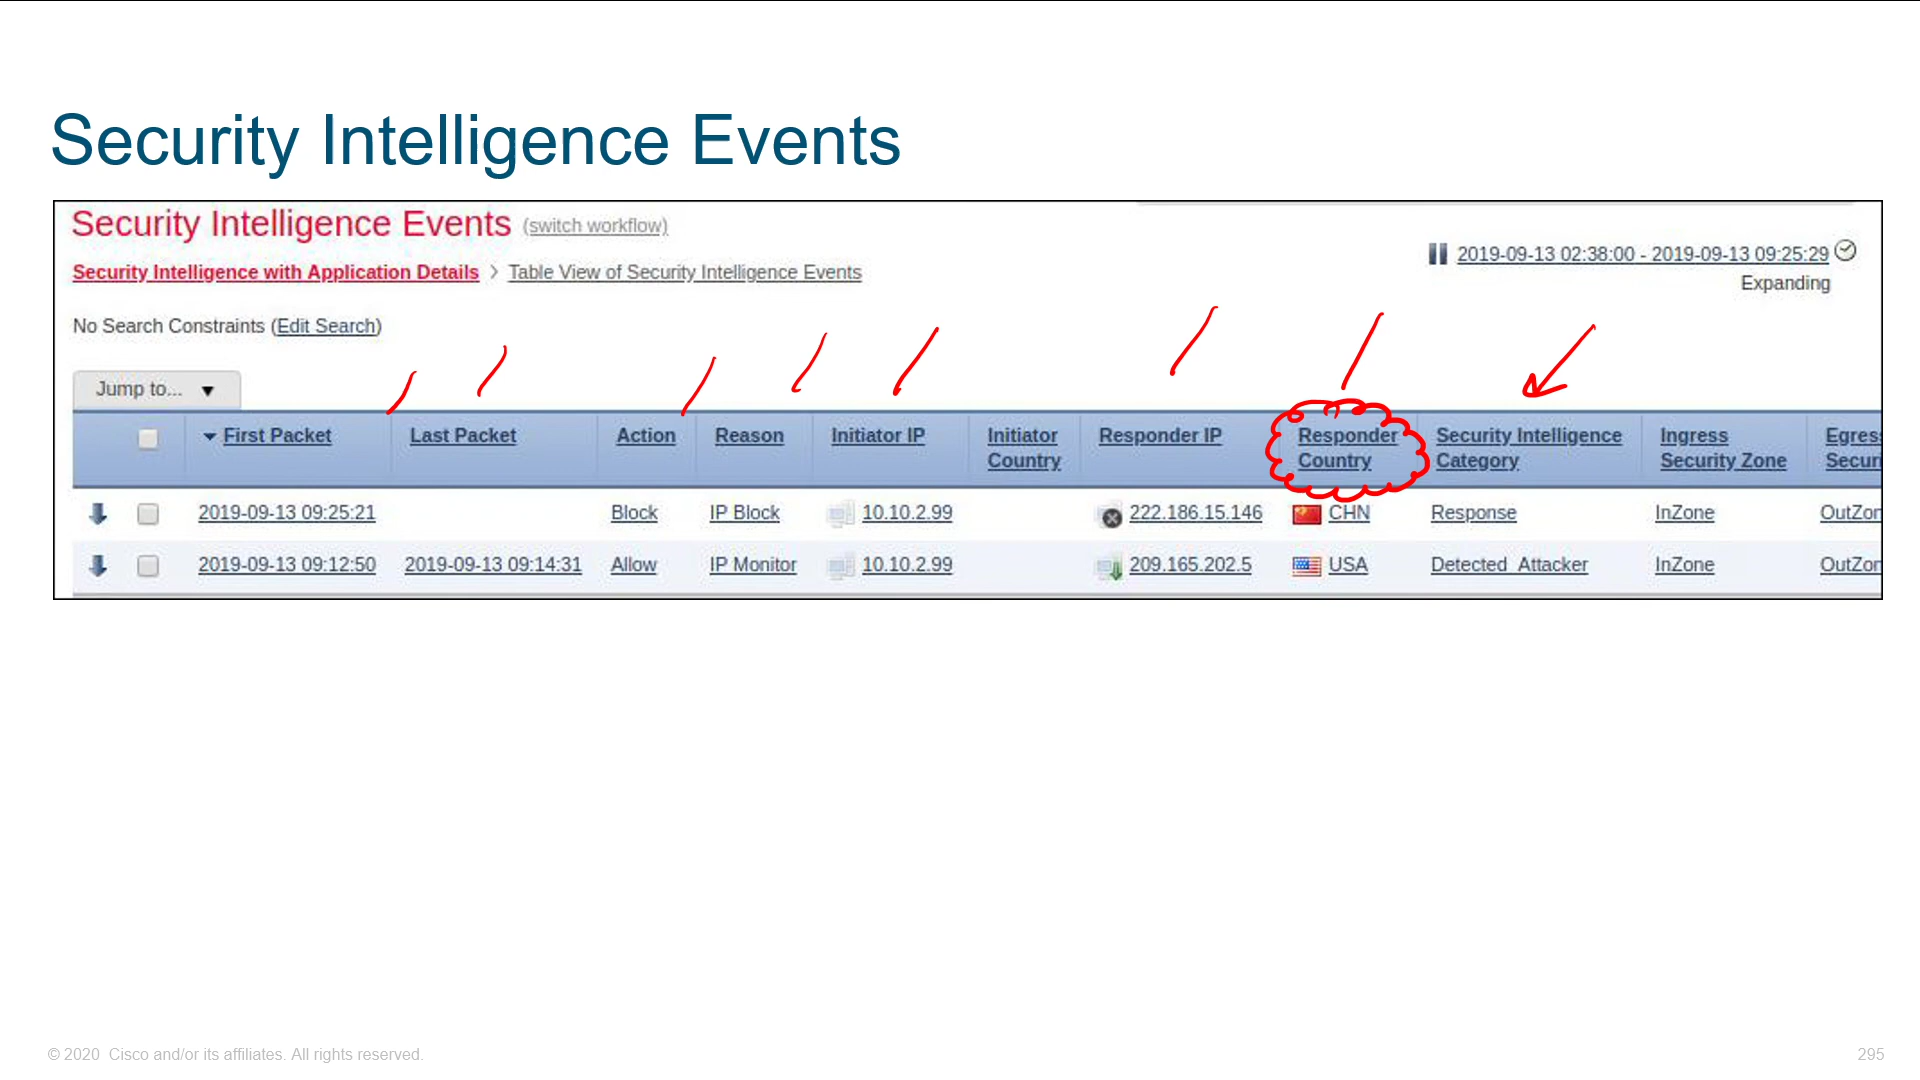 Security Intelligence Events
Security Intelligence Events (switch workflow)
2019-09-13 02:38:00 - 2019-09-13 09:25:29
Security Intelligence with Application Details > Table View of Security Intelligence Events
Expanding
No Search Constraints (Edit Search)
Jump to...
First Packet Last Packet Action Reason Initiator IP Initiator Country Responder IP Responder Country Security Intelligence Category Ingress Security Zone Egres Secur
2019-09-13 09:25:21 Block IP Block 10.10.2.99 222.186.15.146 CHN Response InZone OutZon
2019-09-13 09:12:50 2019-09-13 09:14:31 Allow IP Monitor 10.10.2.99 209.165.202.5 USA Detected_Attacker InZone OutZon
© 2020 Cisco and/or its affiliates. All rights reserved.
295